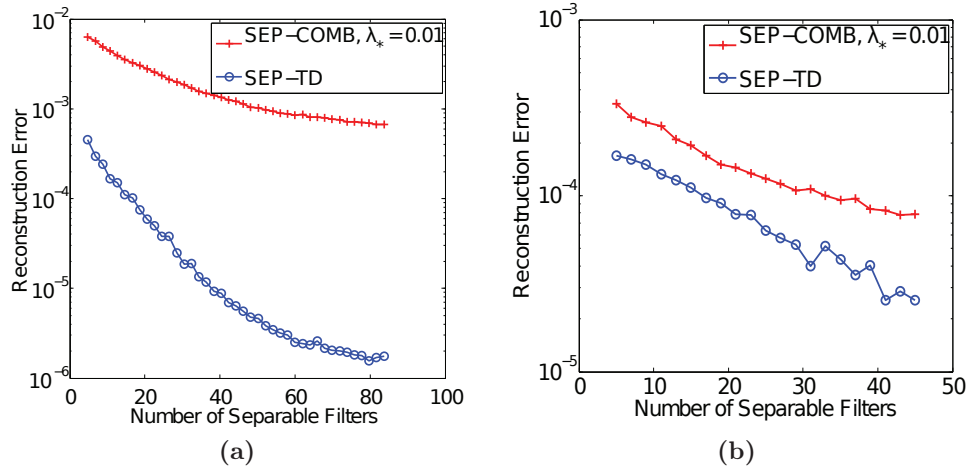 10^−2
10^−3
10^−4
10^−5
10^−6
Reconstruction Error
SEP−COMB, λ_* = 0.01
SEP−TD
0 20 40 60 80 100
Number of Separable Filters
(a)
10^−3
10^−4
10^−5
Reconstruction Error
SEP−COMB, λ_* = 0.01
SEP−TD
0 10 20 30 40 50
Number of Separable Filters
(b)